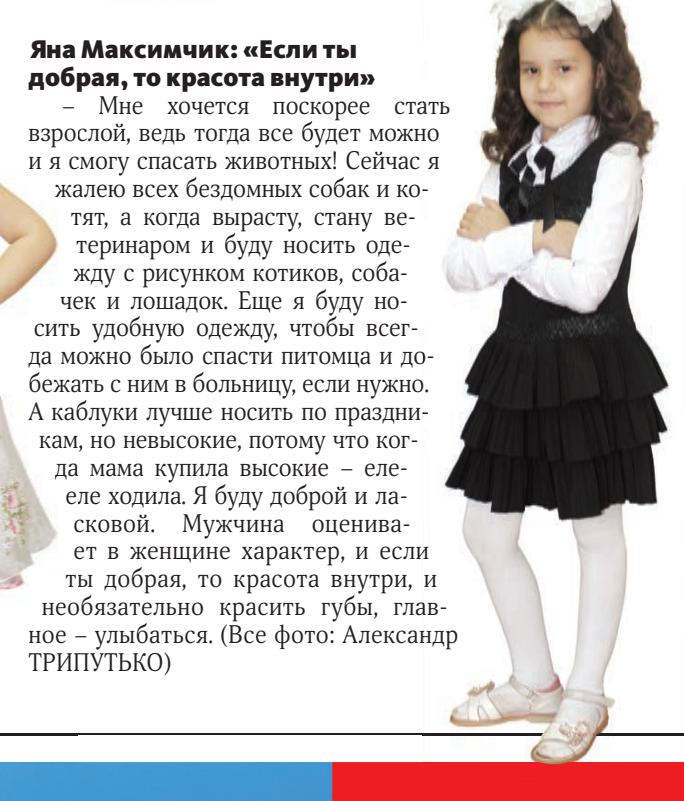 Яна Максимчик: «Если ты
добрая, то красота внутри»
– Мне хочется поскорее стать
взрослой, ведь тогда все будет можно
и я смогу спасать животных! Сейчас я
жалею всех бездомных собак и ко-
тят, а когда вырасту, стану ве-
теринаром и буду носить оде-
жду с рисунком котиков, соба-
чек и лошадок. Еще я буду но-
сить удобную одежду, чтобы всег-
да можно было спасти питомца и до-
бежать с ним в больницу, если нужно.
А каблуки лучше носить по праздни-
кам, но невысокие, потому что ког-
да мама купила высокие – еле-
еле ходила. Я буду доброй и ла-
сковой. Мужчина оценива-
ет в женщине характер, и если
ты добрая, то красота внутри, и
необязательно красить губы, глав-
ное – улыбаться. (Все фото: Александр
ТРИПУТЬКО)